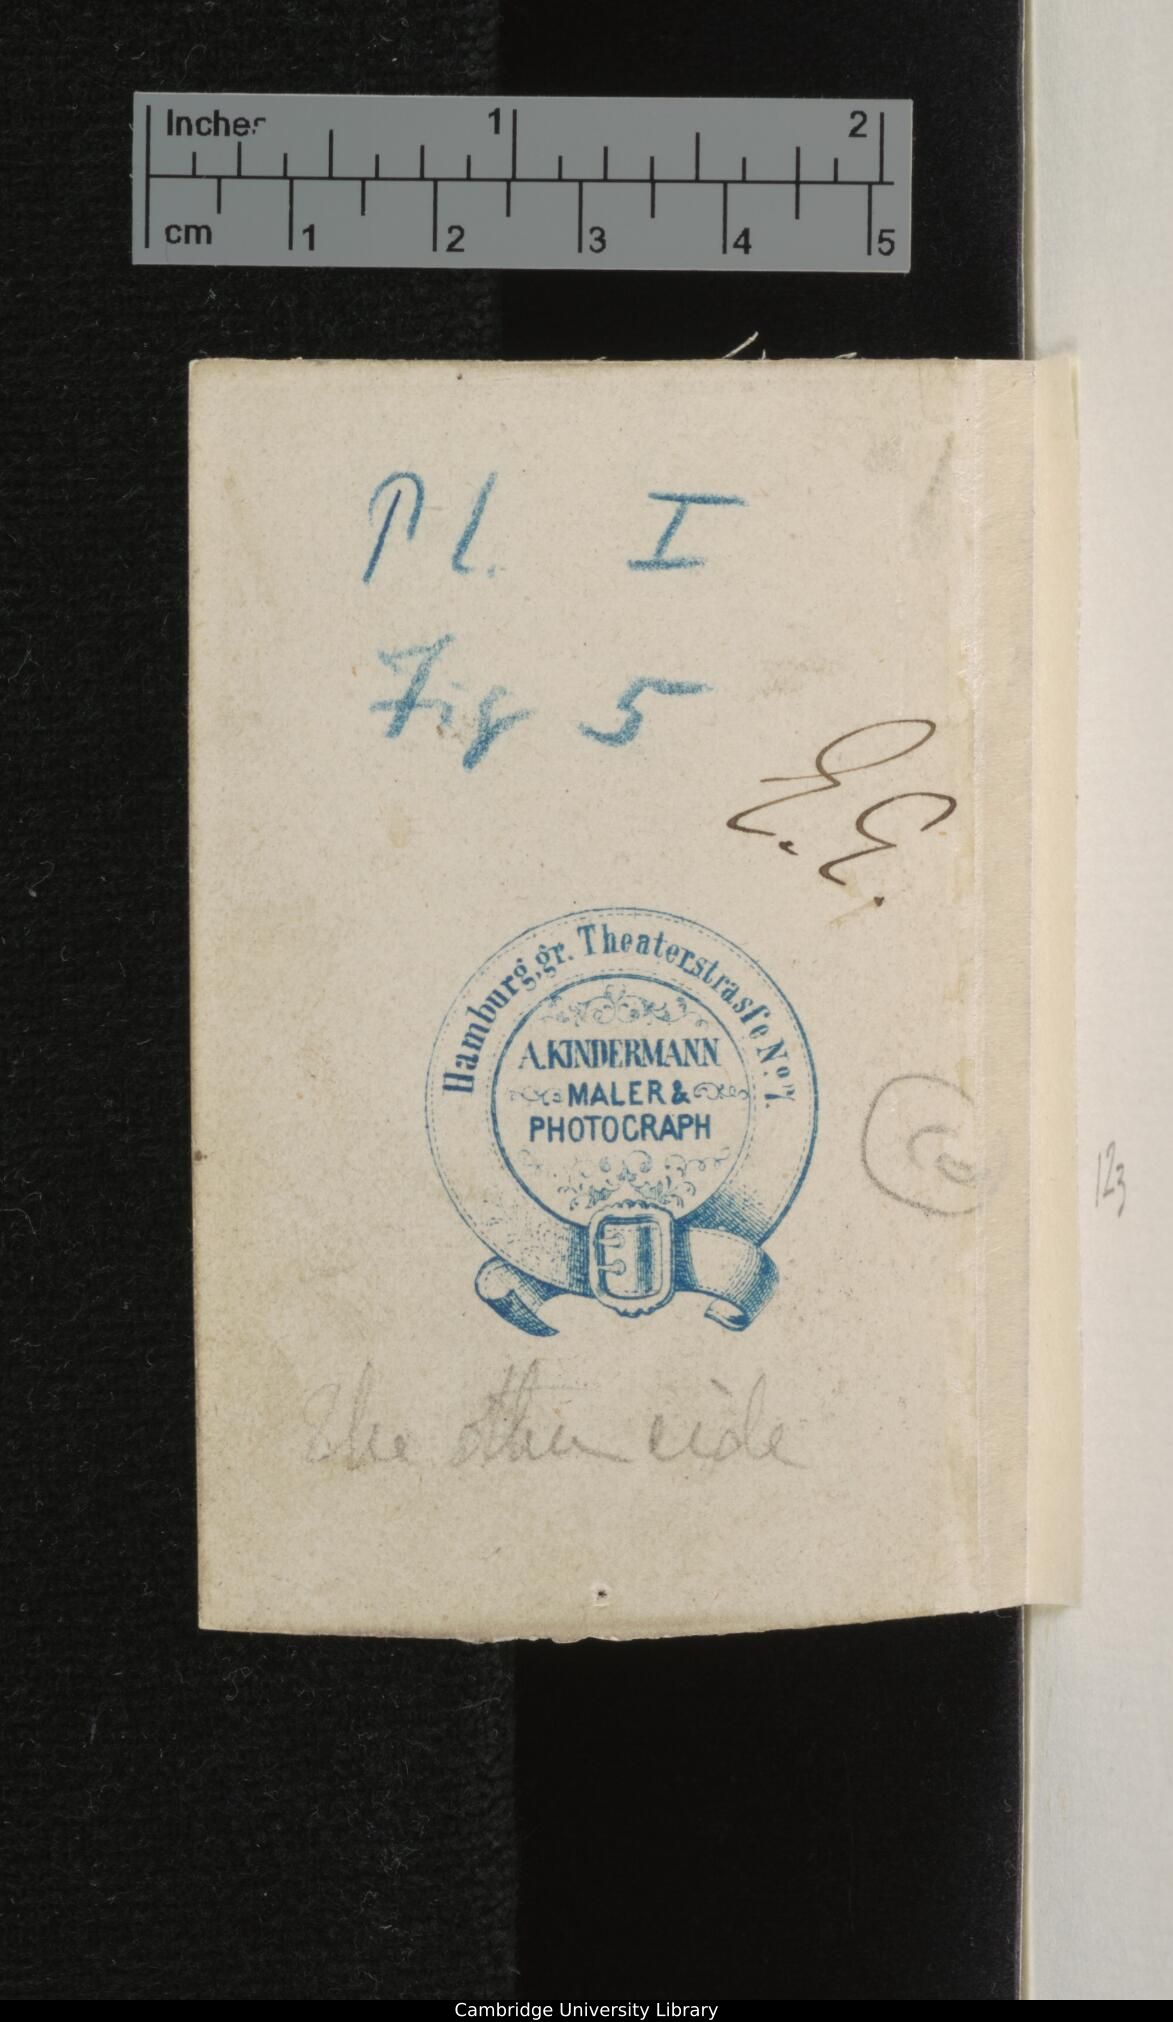 Inches 1 2
cm 1 2 3 4 5
Pl. I
Fig 5
E. E.
Hamburg, gr. Theaterstrasse No 7.
A. KINDERMANN
MALER &
PHOTOGRAPH
123
The other side
Cambridge University Library